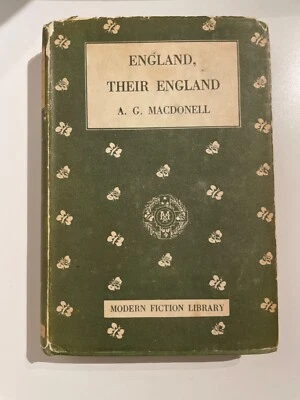 ENGLAND,
THEIR ENGLAND
A. G. MACDONELL
MODERN FICTION LIBRARY